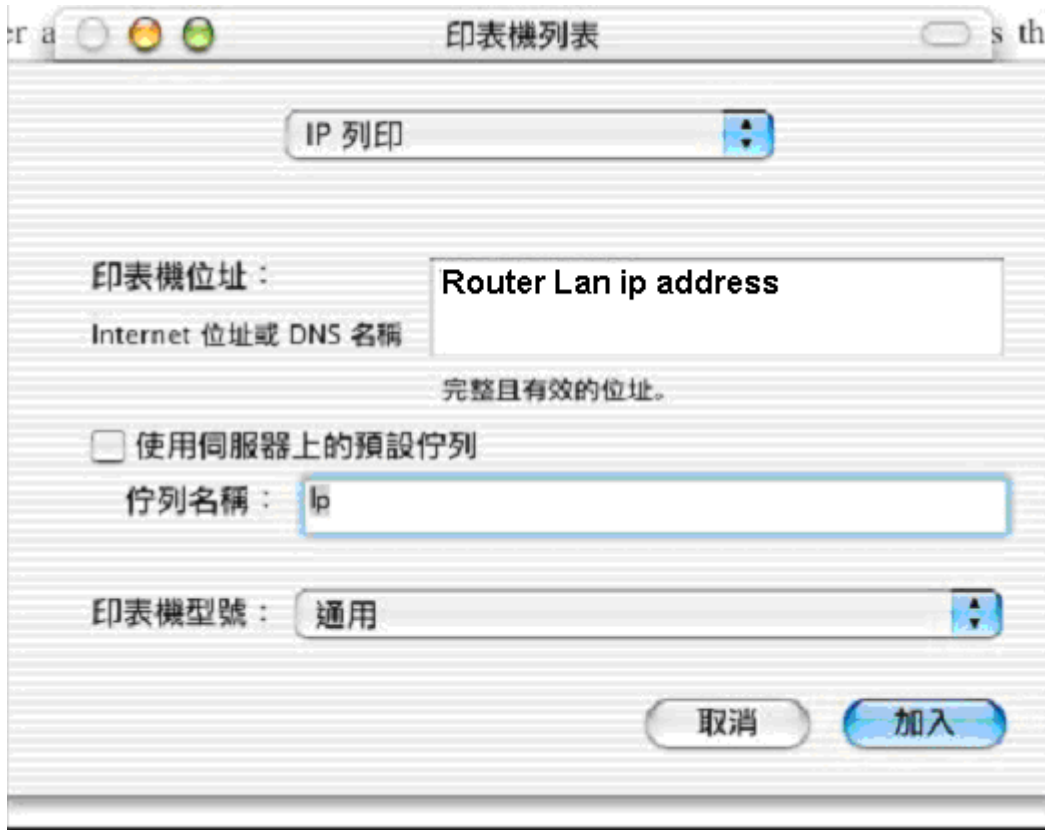 er a 印表機列表 s th
IP 列印
印表機位址：
Router Lan ip address
Internet 位址或 DNS 名稱
完整且有效的位址。
使用伺服器上的預設佇列
佇列名稱： lp
印表機型號： 通用
取消 加入